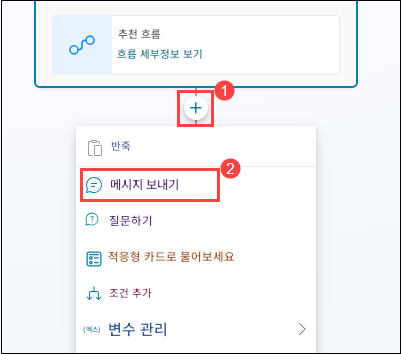 추천 흐름
흐름 세부정보 보기
1
반죽
메시지 보내기
2
질문하기
적응형 카드로 물어보세요
조건 추가
(엑스) 변수 관리